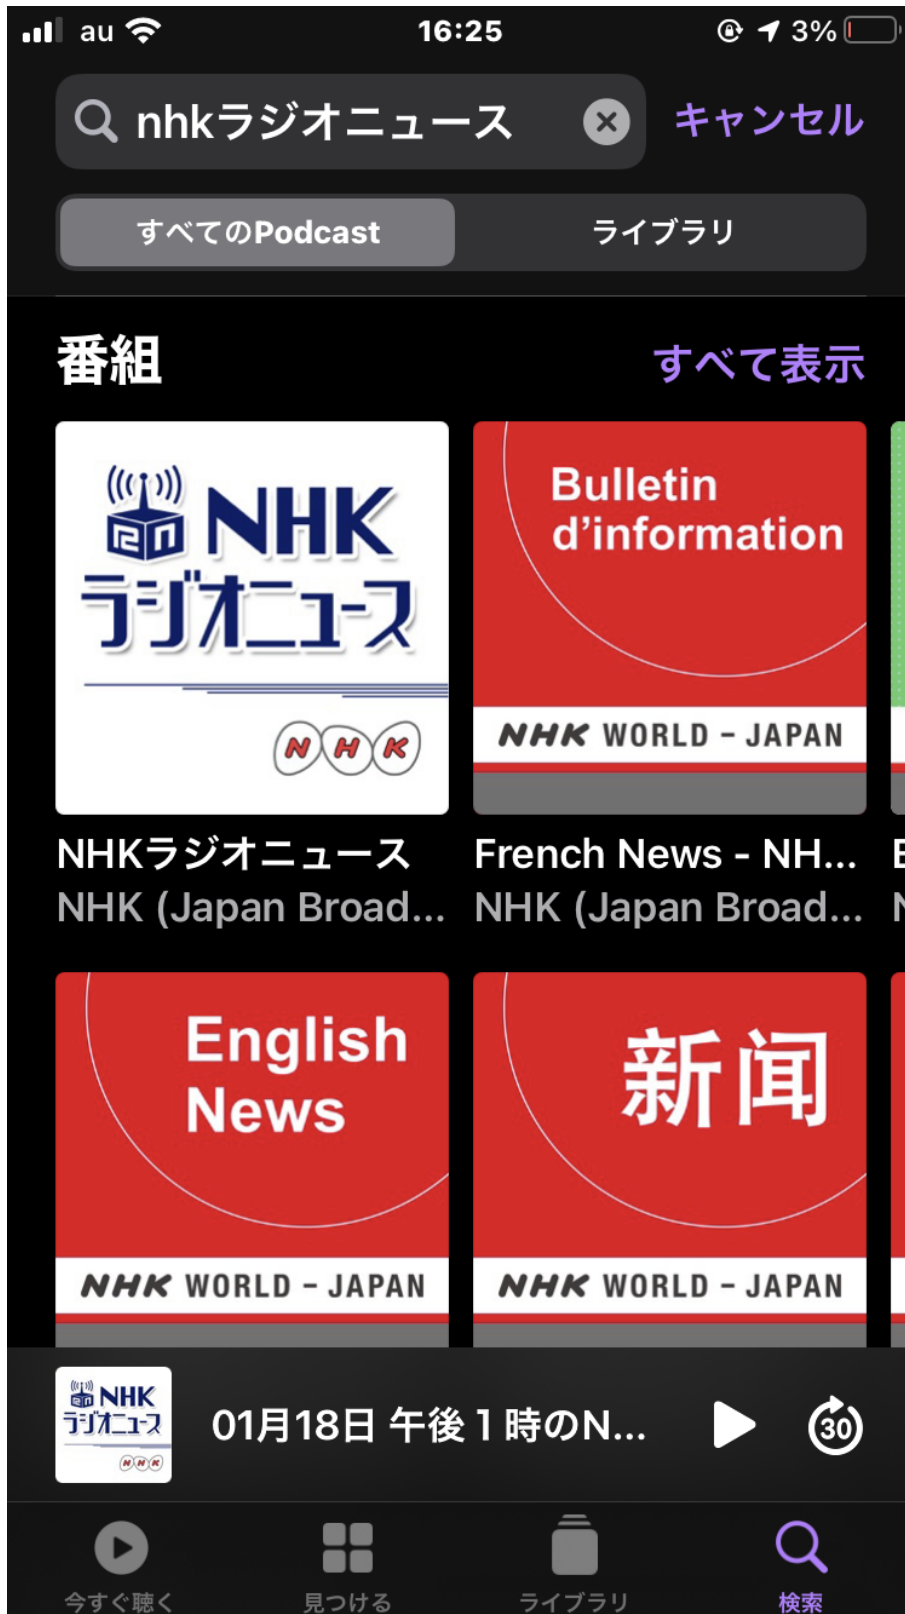 au 16:25 3%
nhkラジオニュース キャンセル
すべてのPodcast ライブラリ
番組 すべて表示
NHK
ラジオニュース
NHK
Bulletin
d'information
NHK WORLD - JAPAN
NHKラジオニュース
NHK (Japan Broad...
French News - NH...
NHK (Japan Broad...
English
News
NHK WORLD - JAPAN
新闻
NHK WORLD - JAPAN
NHK
ラジオニュース
NHK
01月18日 午後1時のN...
30
今すぐ聴く 見つける ライブラリ 検索